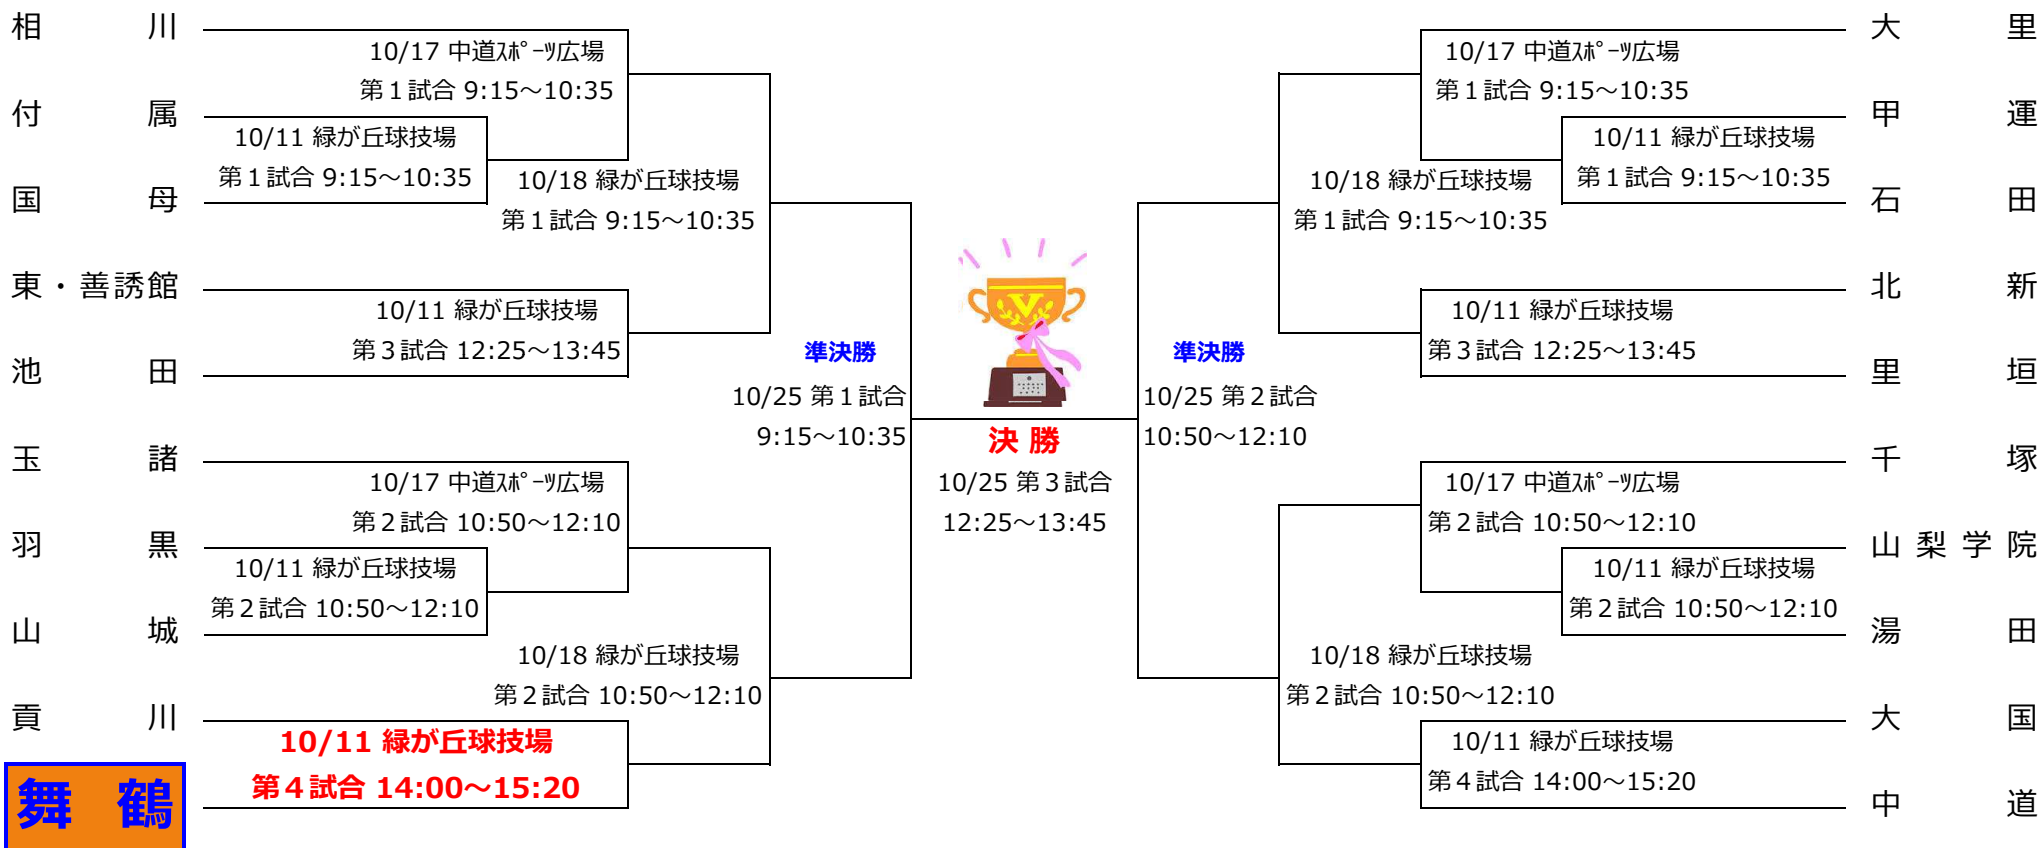 相川
大里
10/17 中道ｽﾎﾟｰﾂ広場
第１試合 9:15～10:35
10/17 中道ｽﾎﾟｰﾂ広場
第１試合 9:15～10:35
付属
甲運
10/11 緑が丘球技場
第１試合 9:15～10:35
10/11 緑が丘球技場
第１試合 9:15～10:35
国母
石田
10/18 緑が丘球技場
第１試合 9:15～10:35
10/18 緑が丘球技場
第１試合 9:15～10:35
東・善誘館
北新
10/11 緑が丘球技場
第３試合 12:25～13:45
10/11 緑が丘球技場
第３試合 12:25～13:45
池田
里垣
準決勝
10/25 第１試合
9:15～10:35
V
決 勝
10/25 第３試合
12:25～13:45
準決勝
10/25 第２試合
10:50～12:10
玉諸
千塚
10/17 中道ｽﾎﾟｰﾂ広場
第２試合 10:50～12:10
10/17 中道ｽﾎﾟｰﾂ広場
第２試合 10:50～12:10
羽黒
山梨学院
10/11 緑が丘球技場
第２試合 10:50～12:10
10/11 緑が丘球技場
第２試合 10:50～12:10
山城
湯田
10/18 緑が丘球技場
第２試合 10:50～12:10
10/18 緑が丘球技場
第２試合 10:50～12:10
貢川
大国
10/11 緑が丘球技場
第４試合 14:00～15:20
10/11 緑が丘球技場
第４試合 14:00～15:20
舞鶴
中道